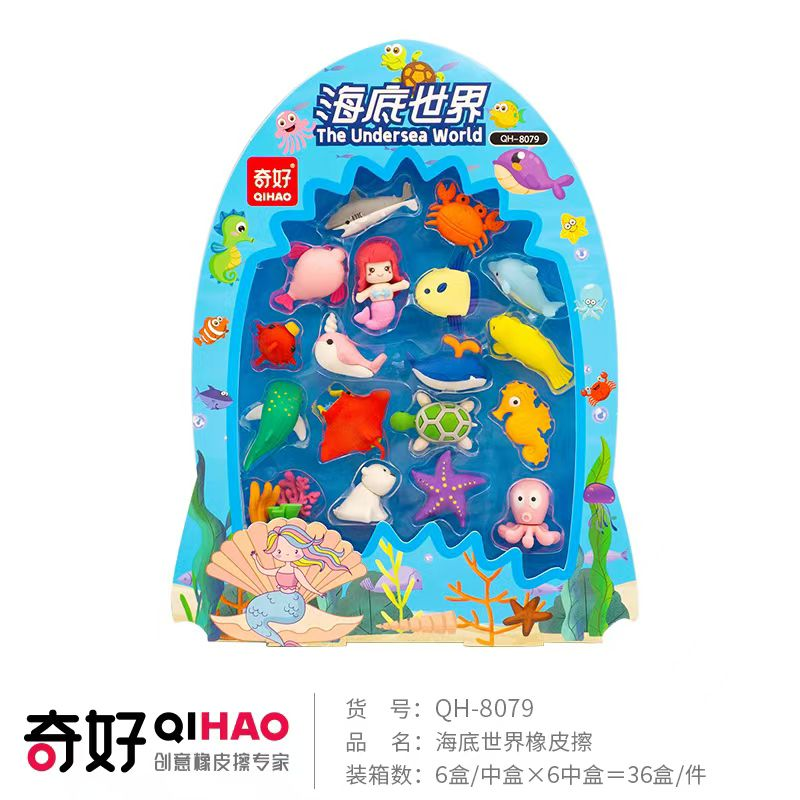 海底世界
The Undersea World
QH-8079
奇好®
QIHAO
奇好 QIHAO
创意橡皮擦专家
货 号：QH-8079
品 名：海底世界橡皮擦
装箱数：6盒/中盒×6中盒＝36盒/件